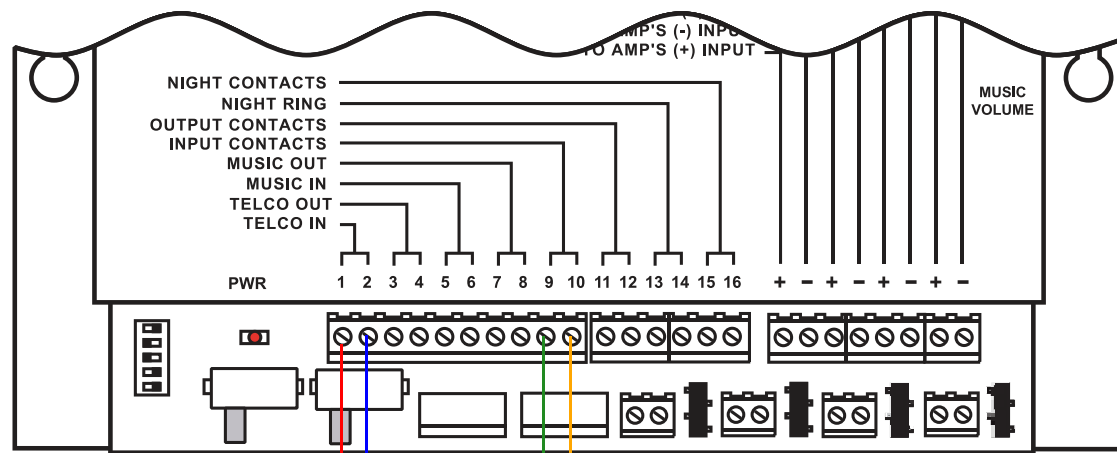 AMP'S (-) INPUT
TO AMP'S (+) INPUT
NIGHT CONTACTS
NIGHT RING
OUTPUT CONTACTS
INPUT CONTACTS
MUSIC OUT
MUSIC IN
TELCO OUT
TELCO IN
MUSIC
VOLUME
PWR 1 2 3 4 5 6 7 8 9 10 11 12 13 14 15 16 + - + - + - + -